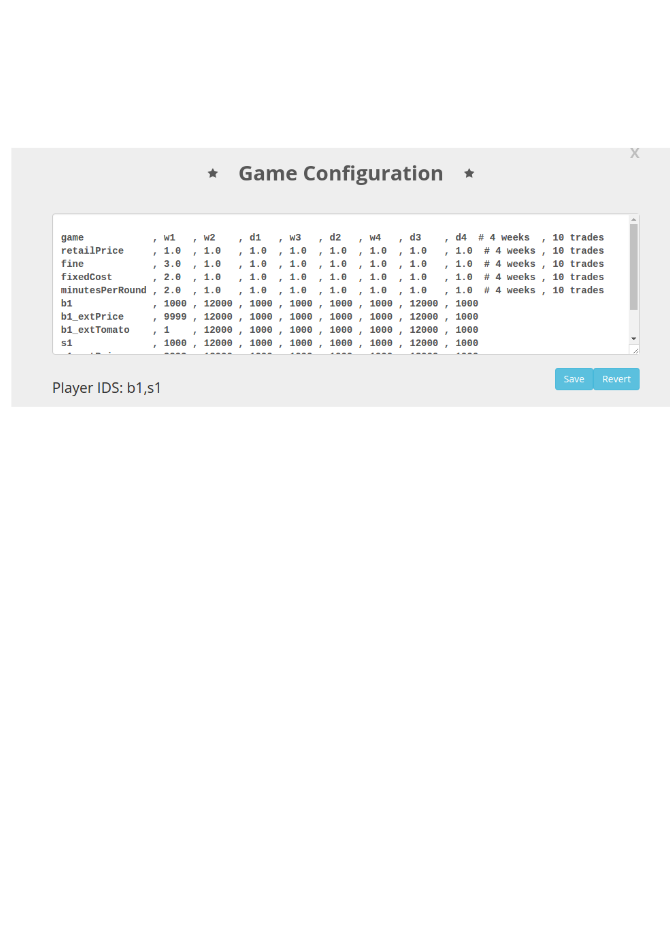 X
★ Game Configuration ★
game , w1 , w2 , d1 , w3 , d2 , w4 , d3 , d4 # 4 weeks , 10 trades
retailPrice , 1.0 , 1.0 , 1.0 , 1.0 , 1.0 , 1.0 , 1.0 , 1.0 # 4 weeks , 10 trades
fine , 3.0 , 1.0 , 1.0 , 1.0 , 1.0 , 1.0 , 1.0 , 1.0 # 4 weeks , 10 trades
fixedCost , 2.0 , 1.0 , 1.0 , 1.0 , 1.0 , 1.0 , 1.0 , 1.0 # 4 weeks , 10 trades
minutesPerRound , 2.0 , 1.0 , 1.0 , 1.0 , 1.0 , 1.0 , 1.0 , 1.0 # 4 weeks , 10 trades
b1 , 1000 , 12000 , 1000 , 1000 , 1000 , 1000 , 12000 , 1000
b1_extPrice , 9999 , 12000 , 1000 , 1000 , 1000 , 1000 , 12000 , 1000
b1_extTomato , 1 , 12000 , 1000 , 1000 , 1000 , 1000 , 12000 , 1000
s1 , 1000 , 12000 , 1000 , 1000 , 1000 , 1000 , 12000 , 1000
Save Revert
Player IDS: b1,s1